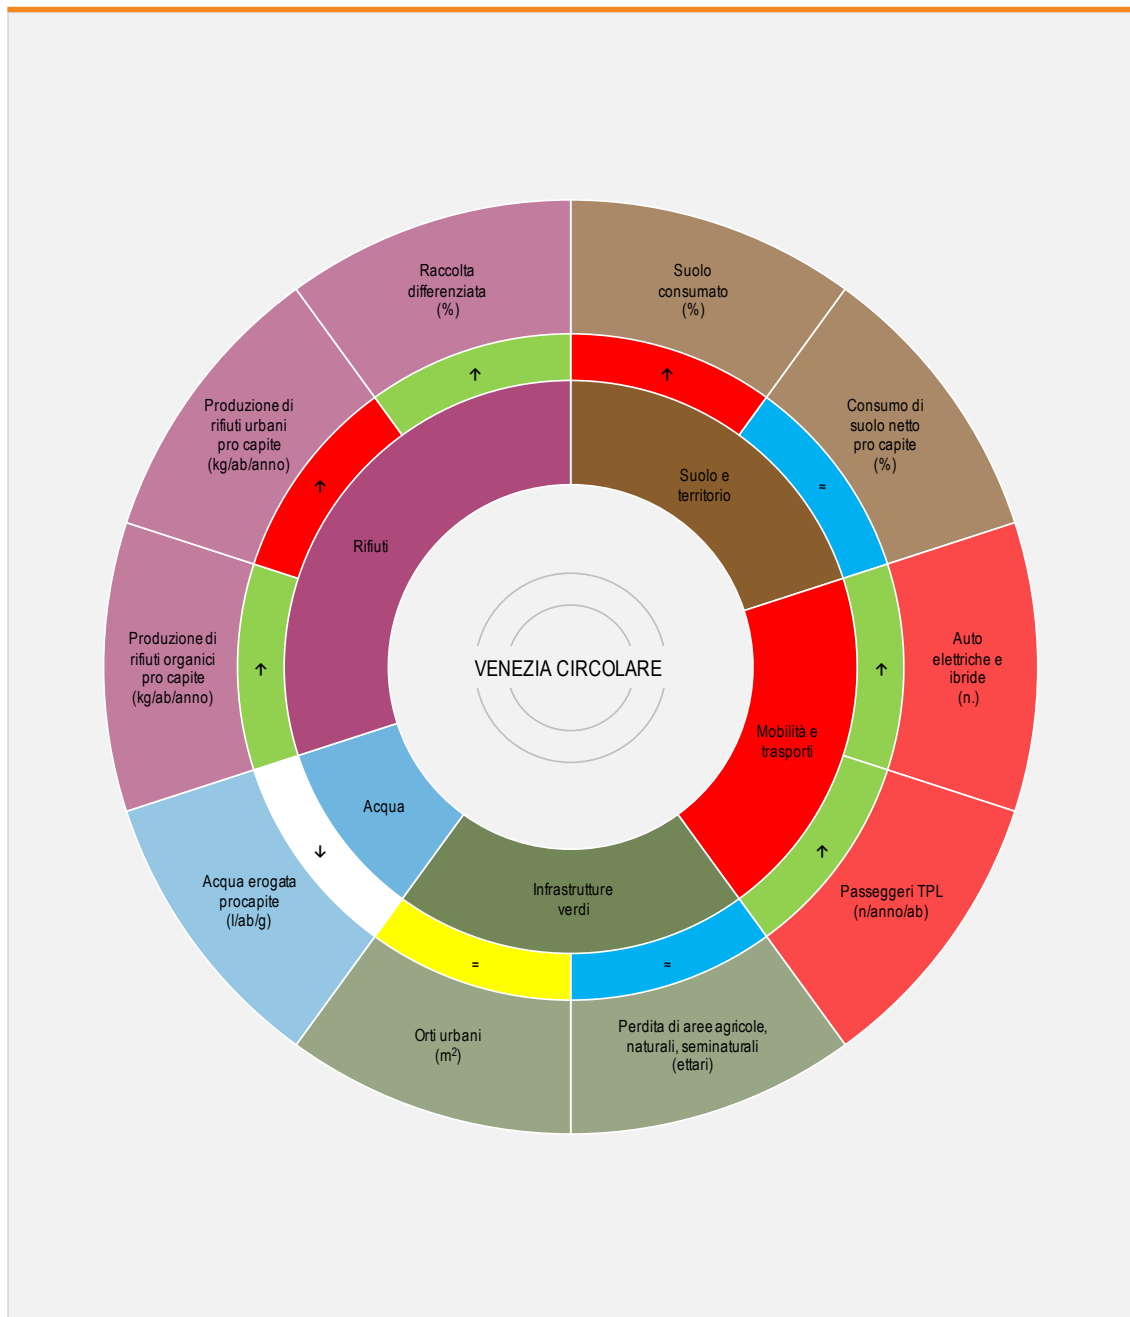 Raccolta
differenziata
(%)
↑
Suolo
consumato
(%)
↑
Consumo di
suolo netto
pro capite
(%)
≈
Produzione di
rifiuti urbani
pro capite
(kg/ab/anno)
↑
Suolo e
territorio
Rifiuti
Produzione di
rifiuti organici
pro capite
(kg/ab/anno)
↑
VENEZIA CIRCOLARE
Auto
elettriche e
ibride
(n.)
↑
Mobilità e
trasporti
Acqua
Acqua erogata
procapite
(l/ab/g)
↓
Infrastrutture
verdi
Passeggeri TPL
(n/anno/ab)
↑
=
Orti urbani
(m²)
≈
Perdita di aree agricole,
naturali, seminaturali
(ettari)